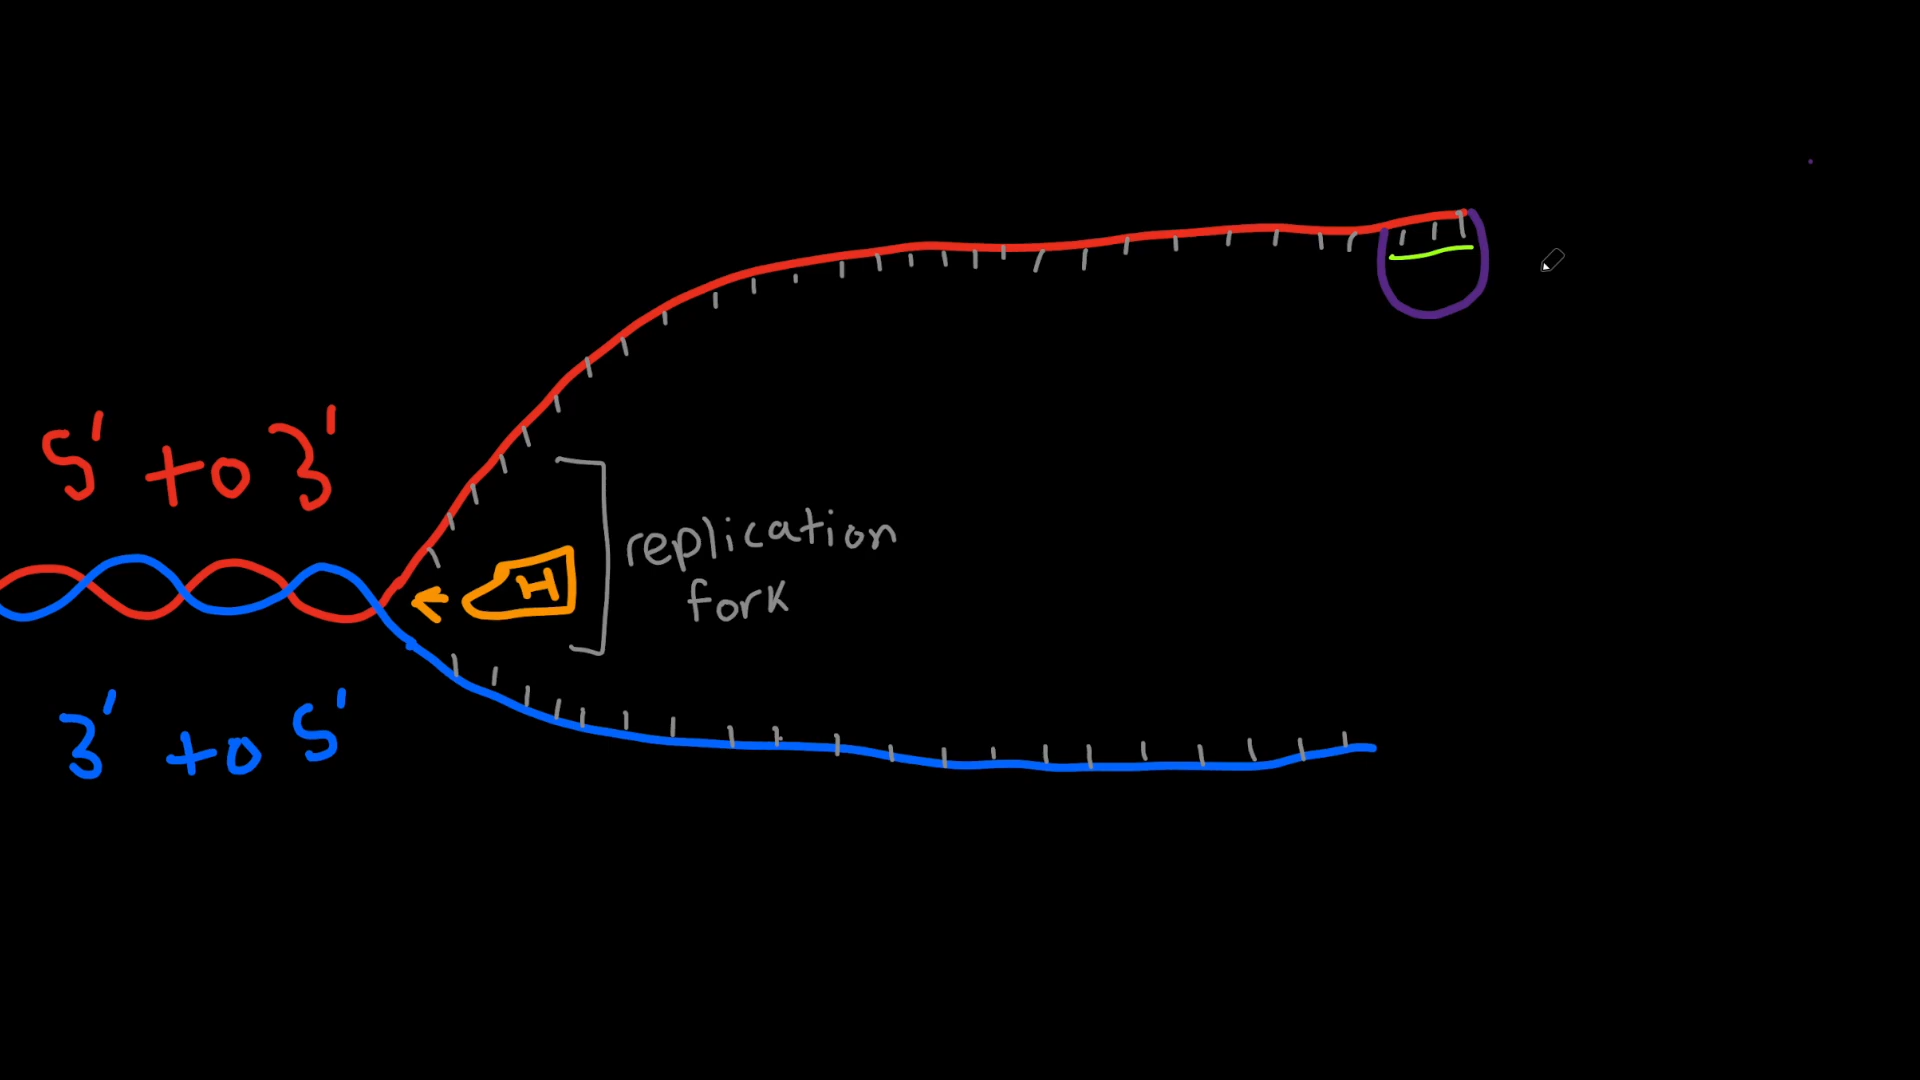 5' to 3'
H
replication
fork
3' to 5'